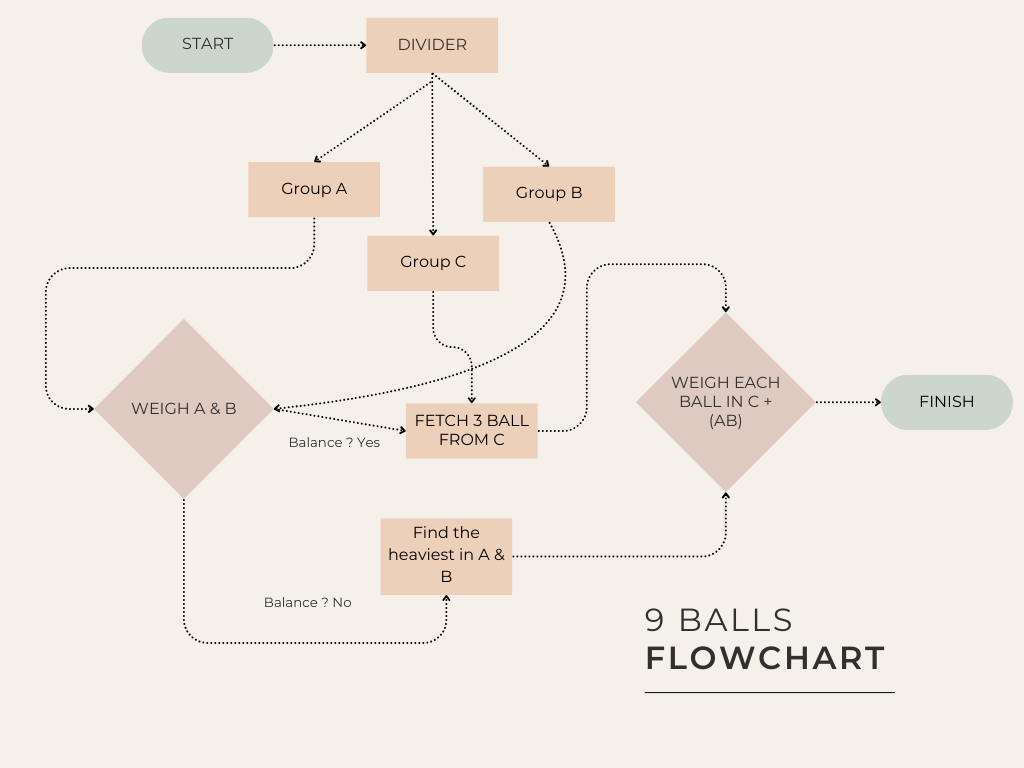 START
DIVIDER
Group A
Group B
Group C
WEIGH A & B
WEIGH EACH
BALL IN C +
(AB)
FINISH
FETCH 3 BALL
FROM C
Balance ? Yes
Find the
heaviest in A &
B
Balance ? No
9 BALLS
FLOWCHART